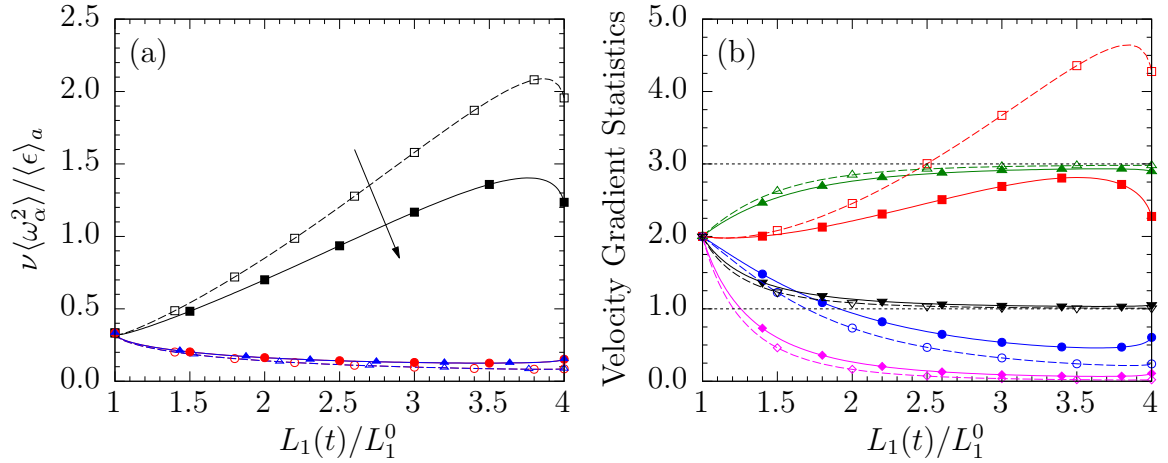 (a)
ν⟨ω_α^2⟩/⟨ϵ⟩_a
2.5
2.0
1.5
1.0
0.5
0.0
1 1.5 2 2.5 3 3.5 4
L_1(t)/L_1^0
(b)
Velocity Gradient Statistics
5.0
4.0
3.0
2.0
1.0
0.0
1 1.5 2 2.5 3 3.5 4
L_1(t)/L_1^0